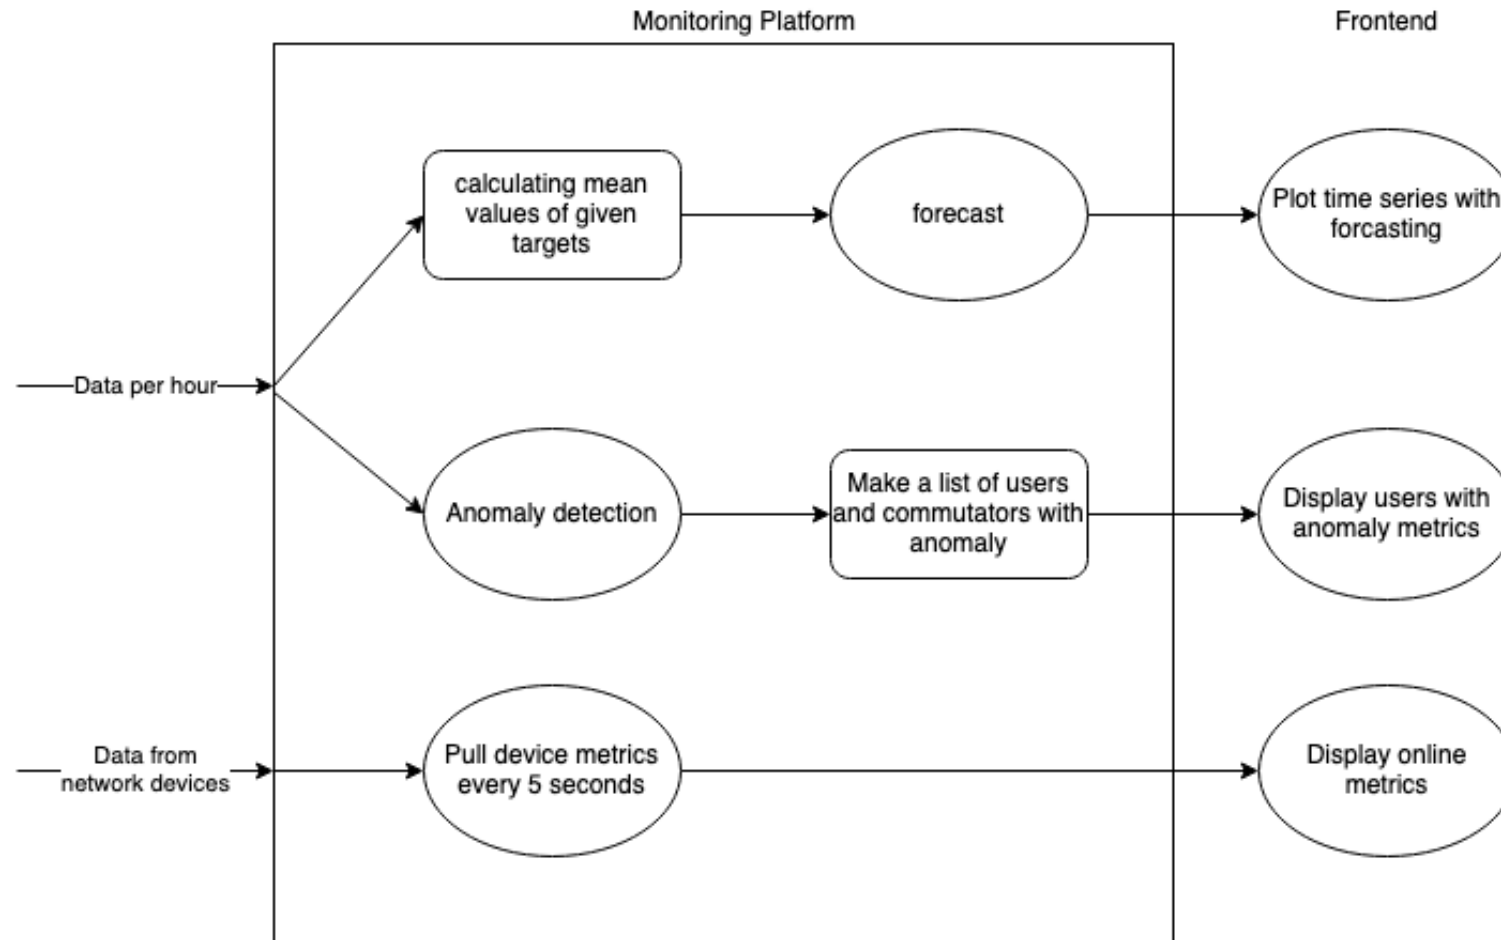 Monitoring Platform
Frontend
calculating mean
values of given
targets
forecast
Plot time series with
forcasting
Data per hour
Anomaly detection
Make a list of users
and commutators with
anomaly
Display users with
anomaly metrics
Data from
network devices
Pull device metrics
every 5 seconds
Display online
metrics